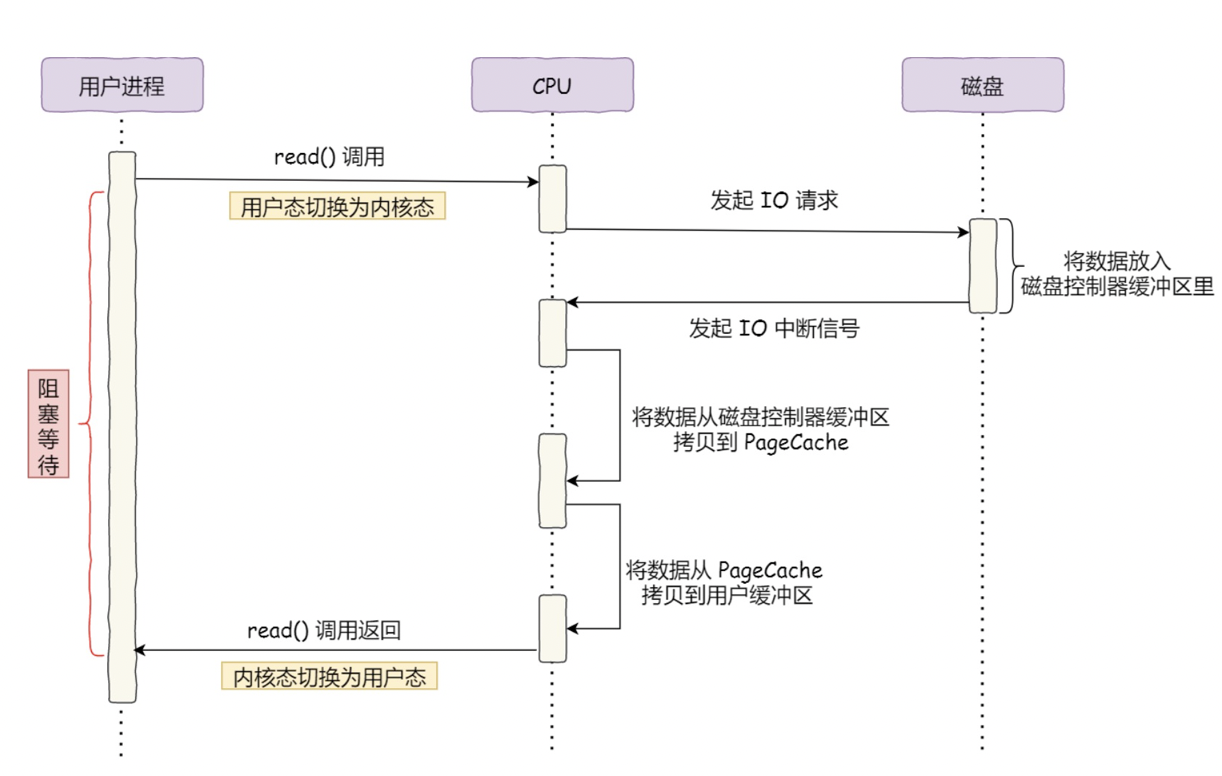 用户进程
CPU
磁盘
read() 调用
用户态切换为内核态
发起 IO 请求
将数据放入
磁盘控制器缓冲区里
发起 IO 中断信号
阻
塞
等
待
将数据从磁盘控制器缓冲区
拷贝到 PageCache
将数据从 PageCache
拷贝到用户缓冲区
read() 调用返回
内核态切换为用户态